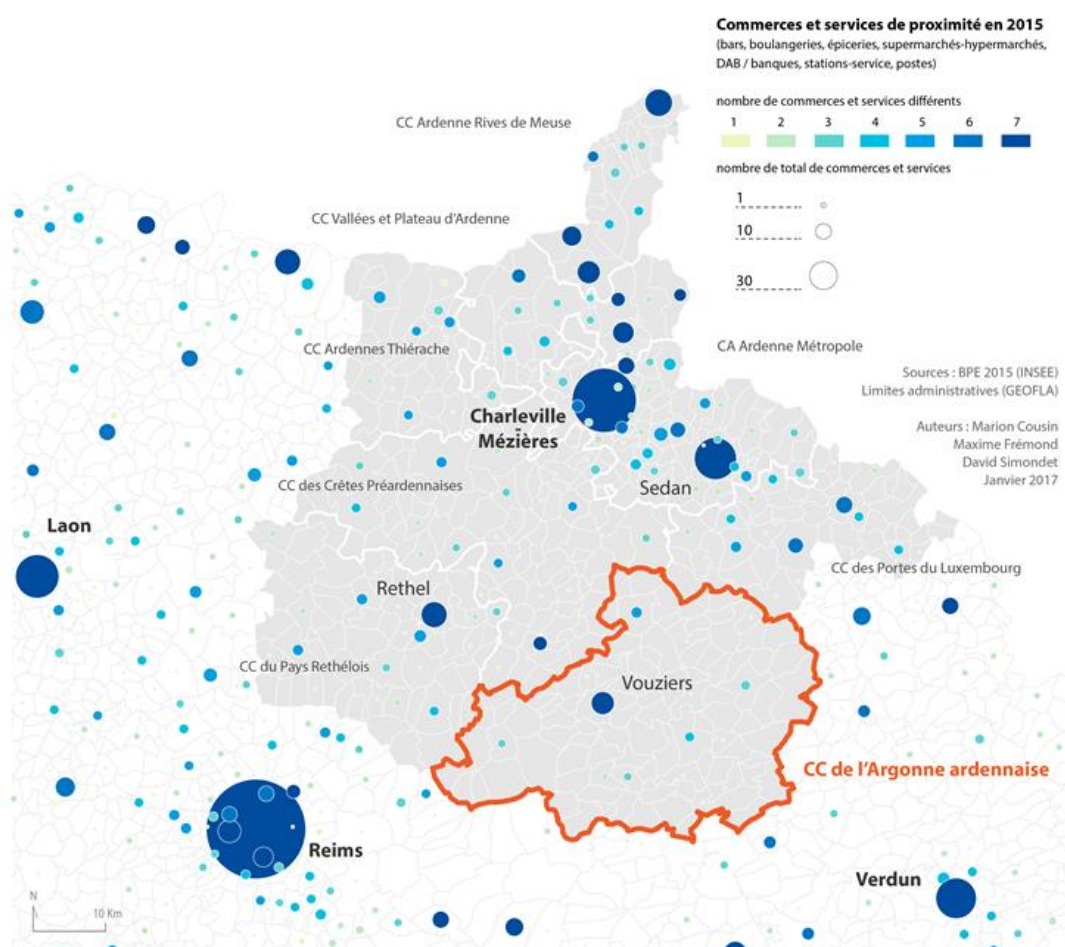 Commerces et services de proximité en 2015
(bars, boulangeries, épiceries, supermarchés-hypermarchés,
DAB / banques, stations-service, postes)
nombre de commerces et services différents
1 2 3 4 5 6 7
nombre de total de commerces et services
1
10
30
CC Ardenne Rives de Meuse
CC Vallées et Plateau d'Ardenne
CC Ardennes Thiérache
CA Ardenne Métropole
Sources : BPE 2015 (INSEE)
Limites administratives (GEOFLA)
Auteurs : Marion Cousin
Maxime Frémond
David Simondet
Janvier 2017
Charleville
-
Mézières
CC des Crêtes Préardennaises
Sedan
Laon
CC des Portes du Luxembourg
Rethel
CC du Pays Rethélois
Vouziers
CC de l'Argonne ardennaise
Reims
Verdun
N
10 Km